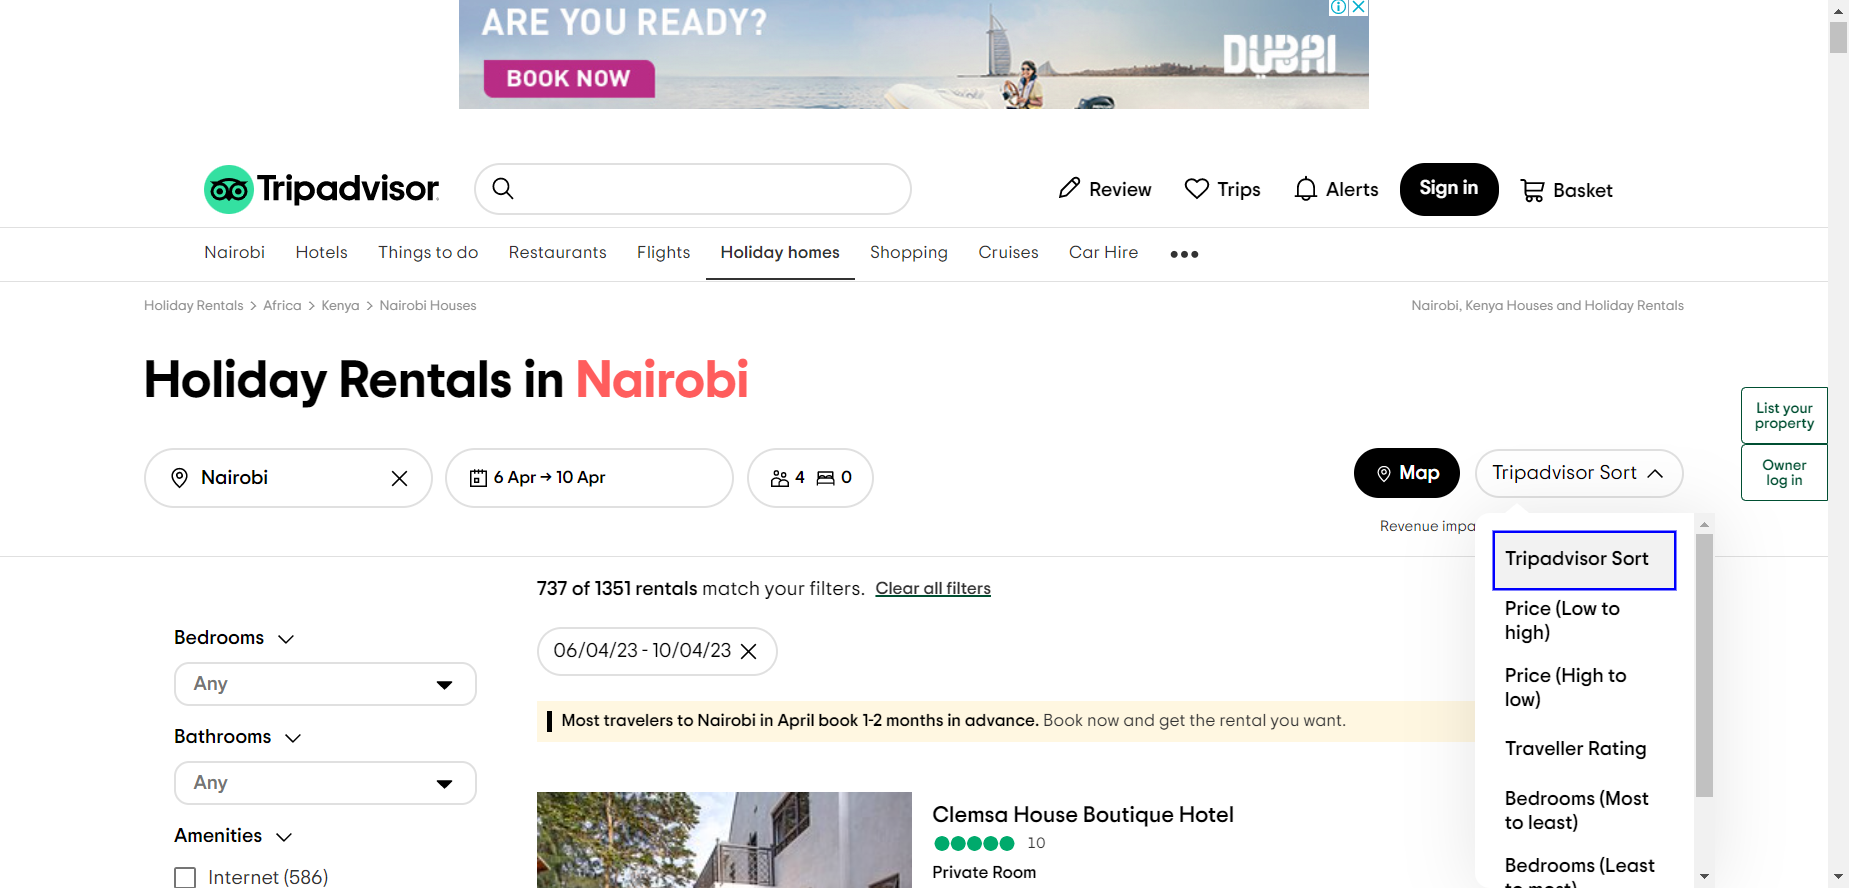 ARE YOU READY?
BOOK NOW
DUBAI
Tripadvisor
Review
Trips
Alerts
Sign in
Basket
Nairobi
Hotels
Things to do
Restaurants
Flights
Holiday homes
Shopping
Cruises
Car Hire
Holiday Rentals > Africa > Kenya > Nairobi Houses
Nairobi, Kenya Houses and Holiday Rentals
Holiday Rentals in Nairobi
List your
property
Owner
log in
Nairobi
6 Apr → 10 Apr
4
0
Map
Tripadvisor Sort
Revenue impa
Tripadvisor Sort
Price (Low to
high)
Price (High to
low)
Traveller Rating
Bedrooms (Most
to least)
Bedrooms (Least
to most)
737 of 1351 rentals match your filters. Clear all filters
06/04/23 - 10/04/23
Most travelers to Nairobi in April book 1-2 months in advance. Book now and get the rental you want.
Bedrooms
Any
Bathrooms
Any
Amenities
Internet (586)
Clemsa House Boutique Hotel
10
Private Room